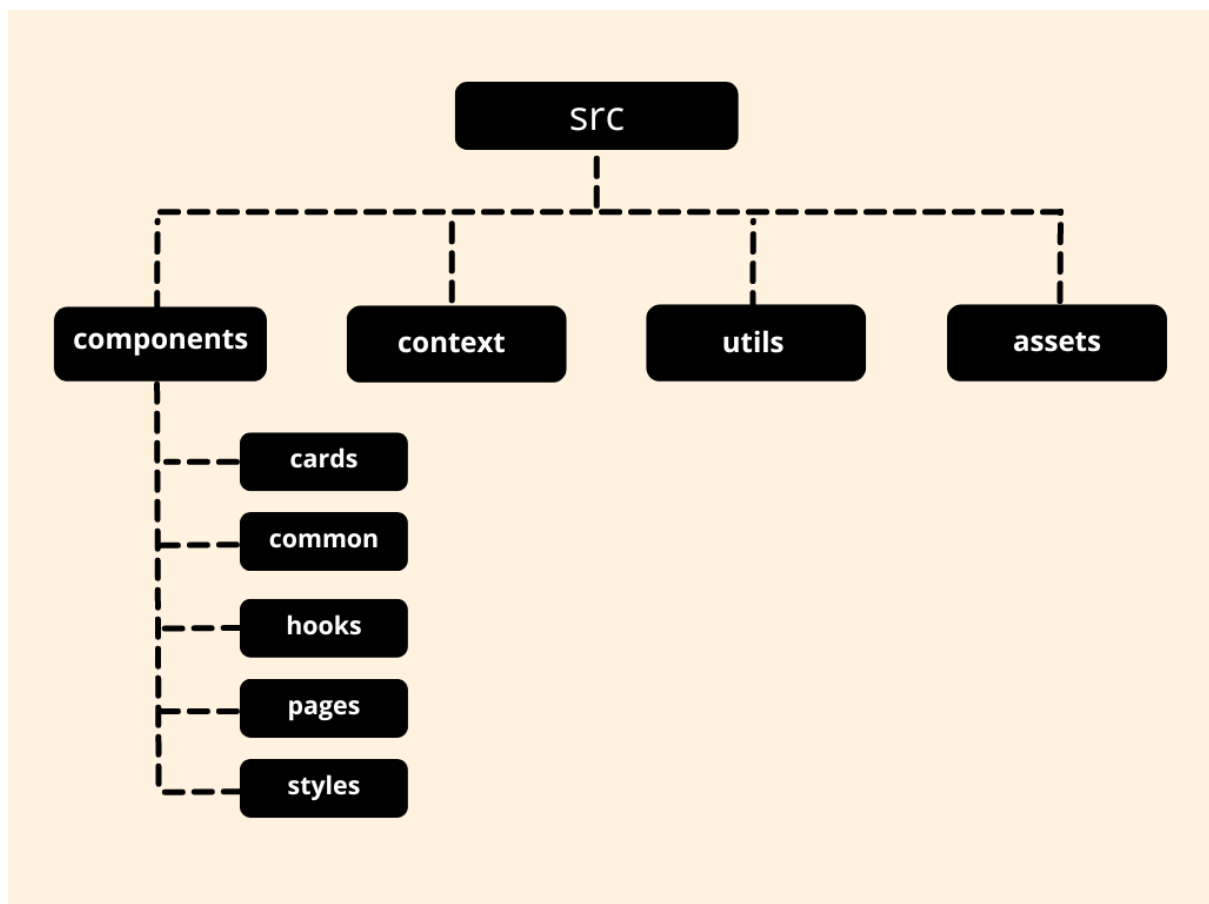 src
components
context
utils
assets
cards
common
hooks
pages
styles